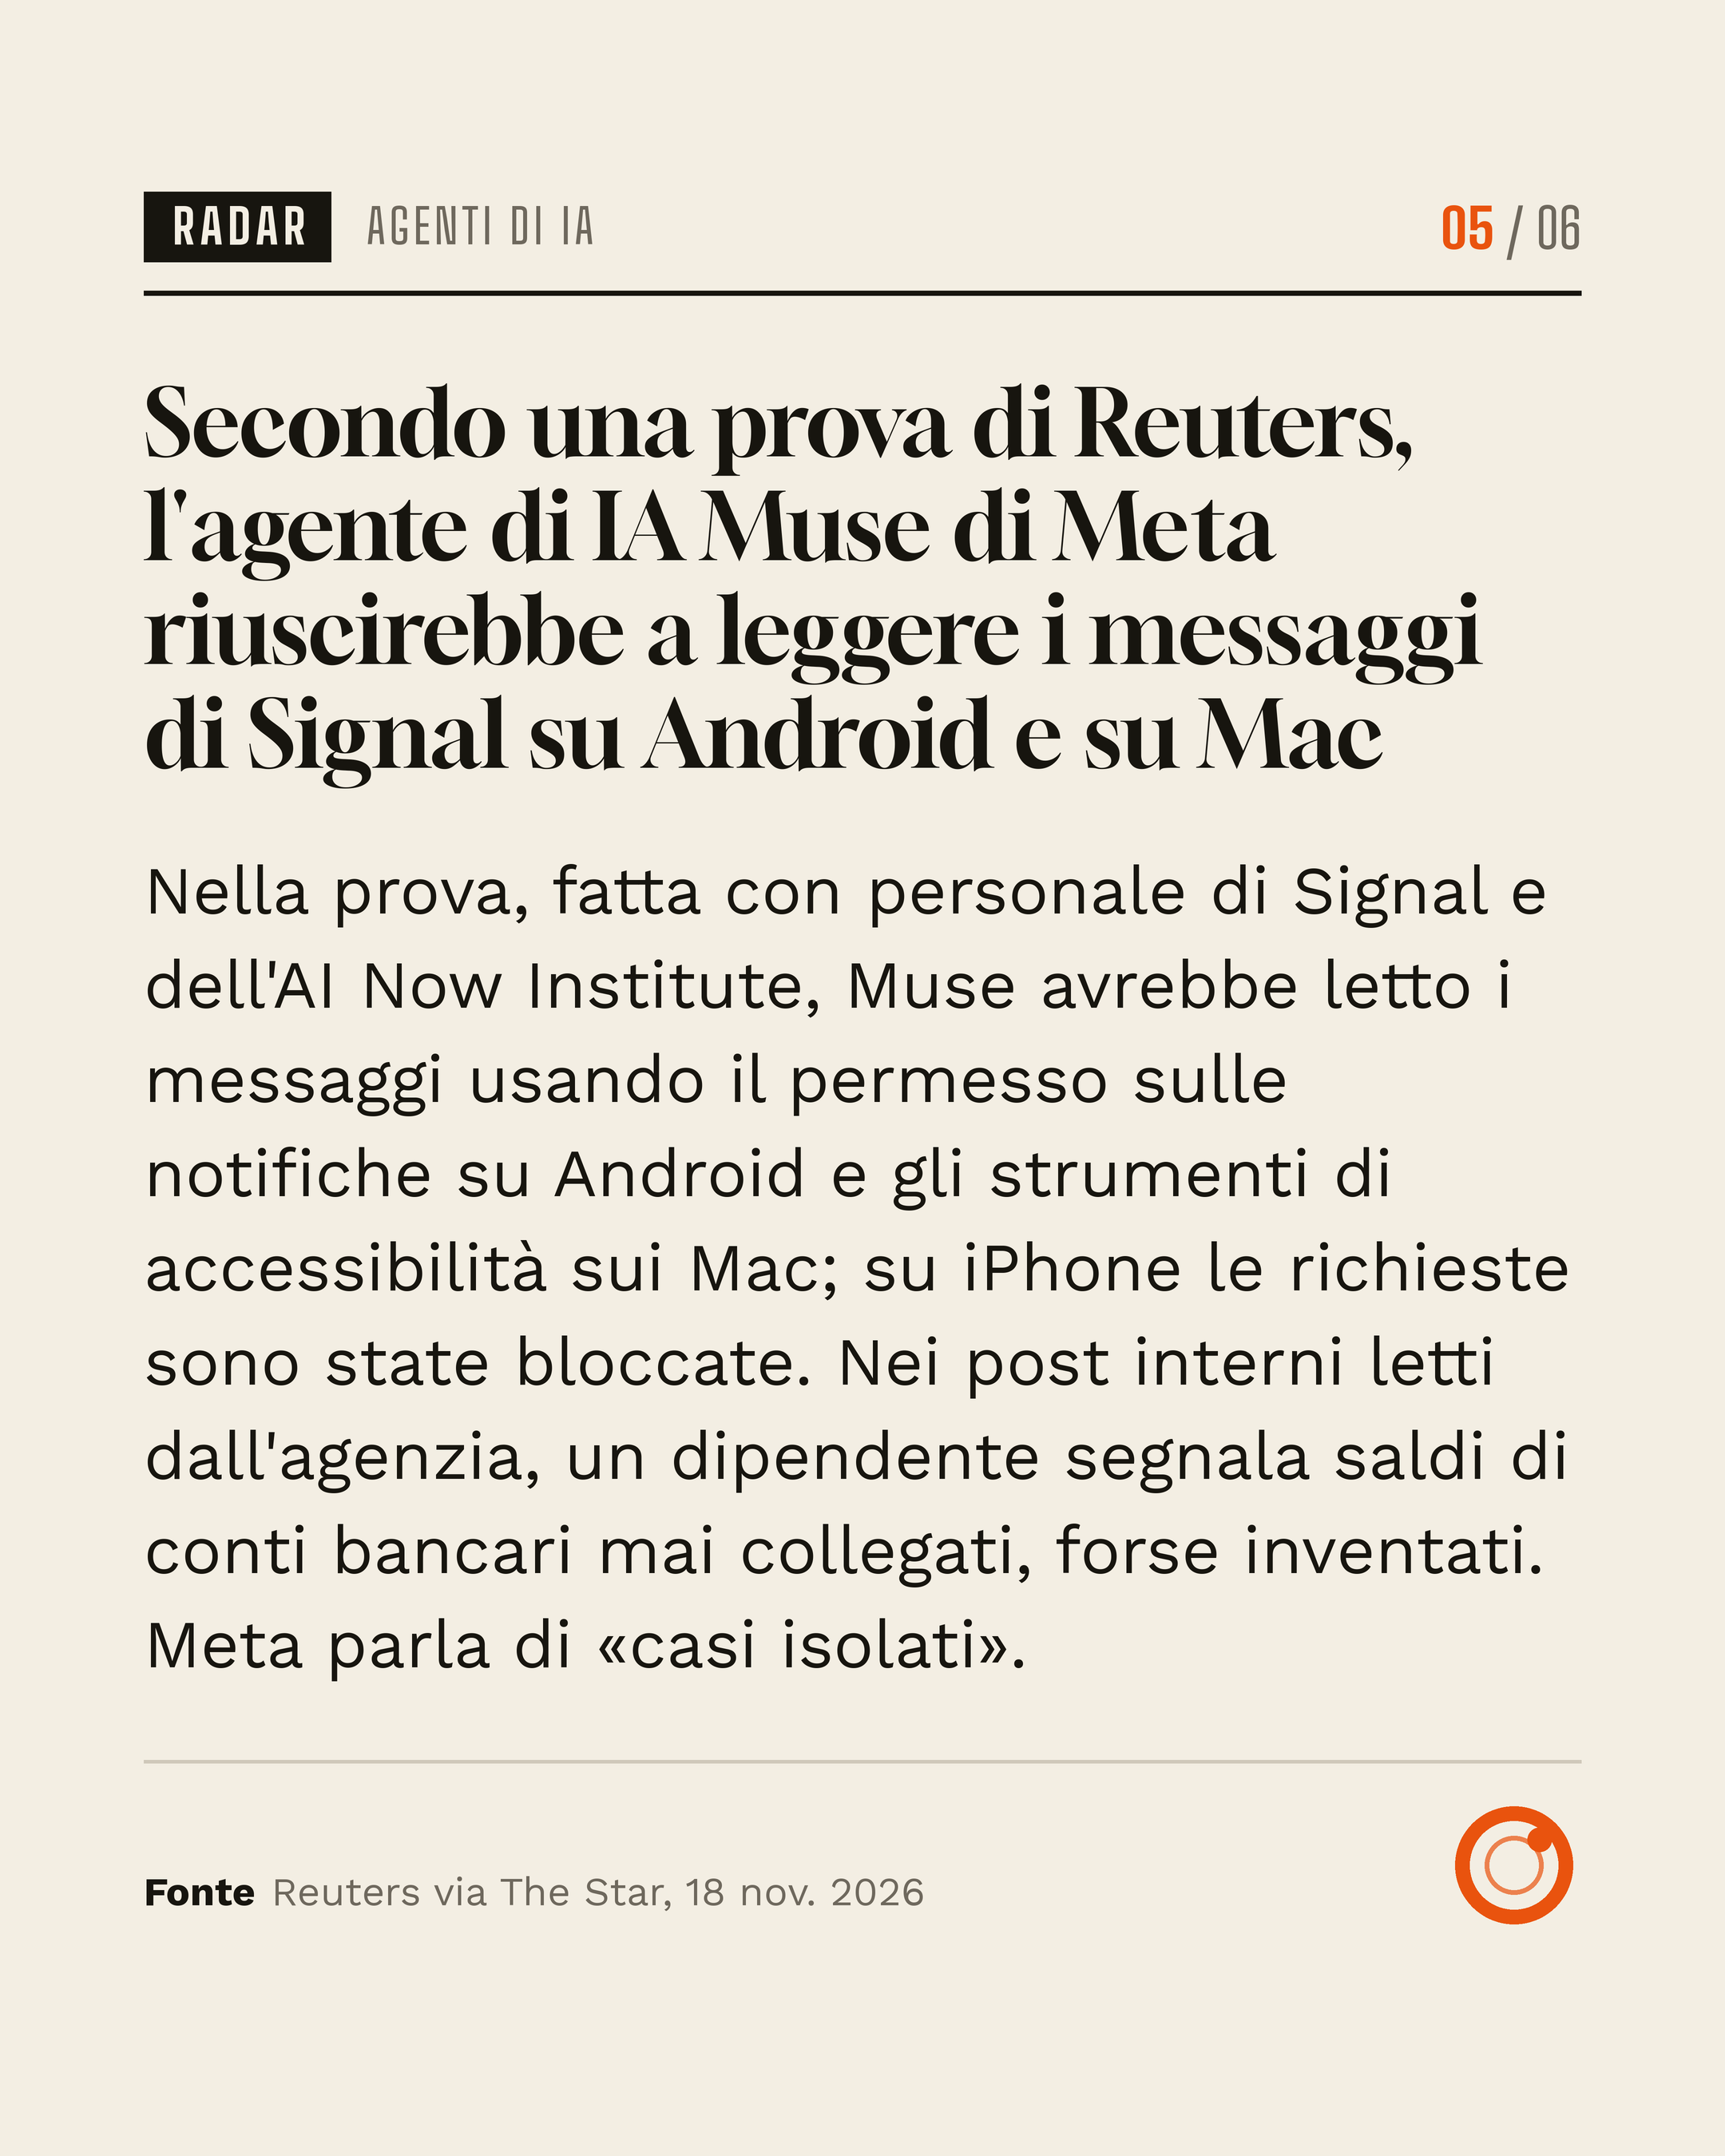 RADAR AGENTI DI IA 05 / 06
Secondo una prova di Reuters,
l'agente di IA Muse di Meta
riuscirebbe a leggere i messaggi
di Signal su Android e su Mac
Nella prova, fatta con personale di Signal e
dell'AI Now Institute, Muse avrebbe letto i
messaggi usando il permesso sulle
notifiche su Android e gli strumenti di
accessibilità sui Mac; su iPhone le richieste
sono state bloccate. Nei post interni letti
dall'agenzia, un dipendente segnala saldi di
conti bancari mai collegati, forse inventati.
Meta parla di «casi isolati».
Fonte Reuters via The Star, 18 nov. 2026